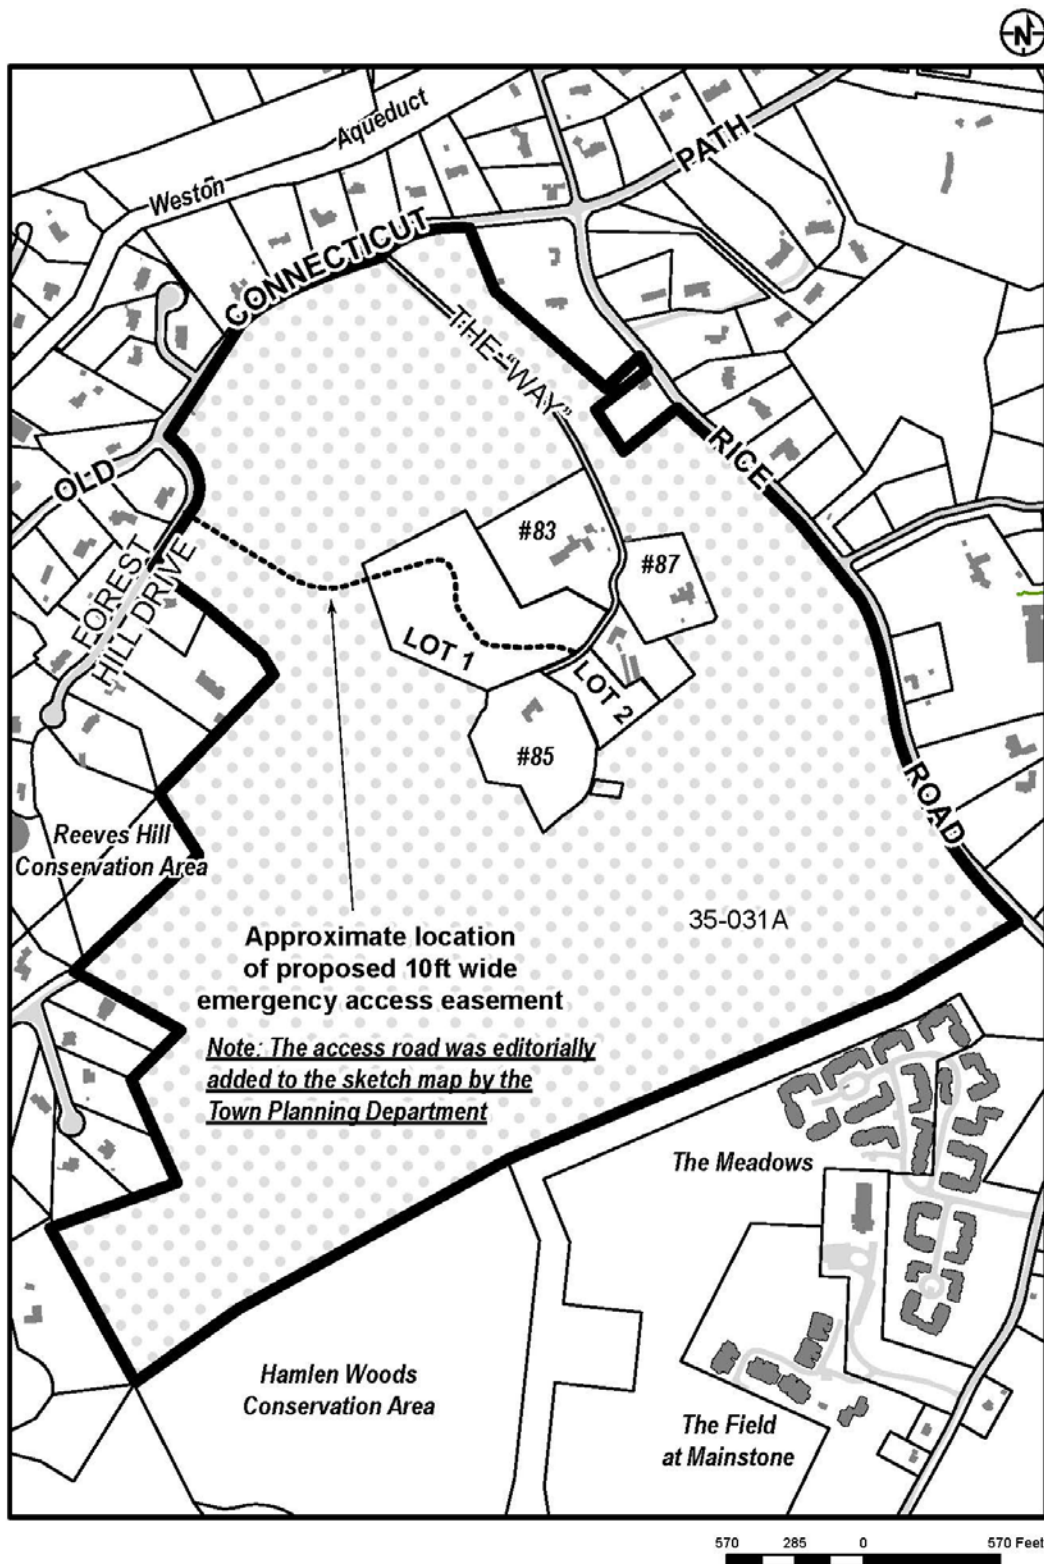 N
Weston Aqueduct
OLD CONNECTICUT PATH
THE "WAY"
RICE ROAD
FOREST
HILL DRIVE
#83
#87
LOT 1
LOT 2
#85
Reeves Hill
Conservation Area
35-031A
Approximate location
of proposed 10ft wide
emergency access easement
Note: The access road was editorially
added to the sketch map by the
Town Planning Department
The Meadows
Hamlen Woods
Conservation Area
The Field
at Mainstone
570 285 0 570 Feet